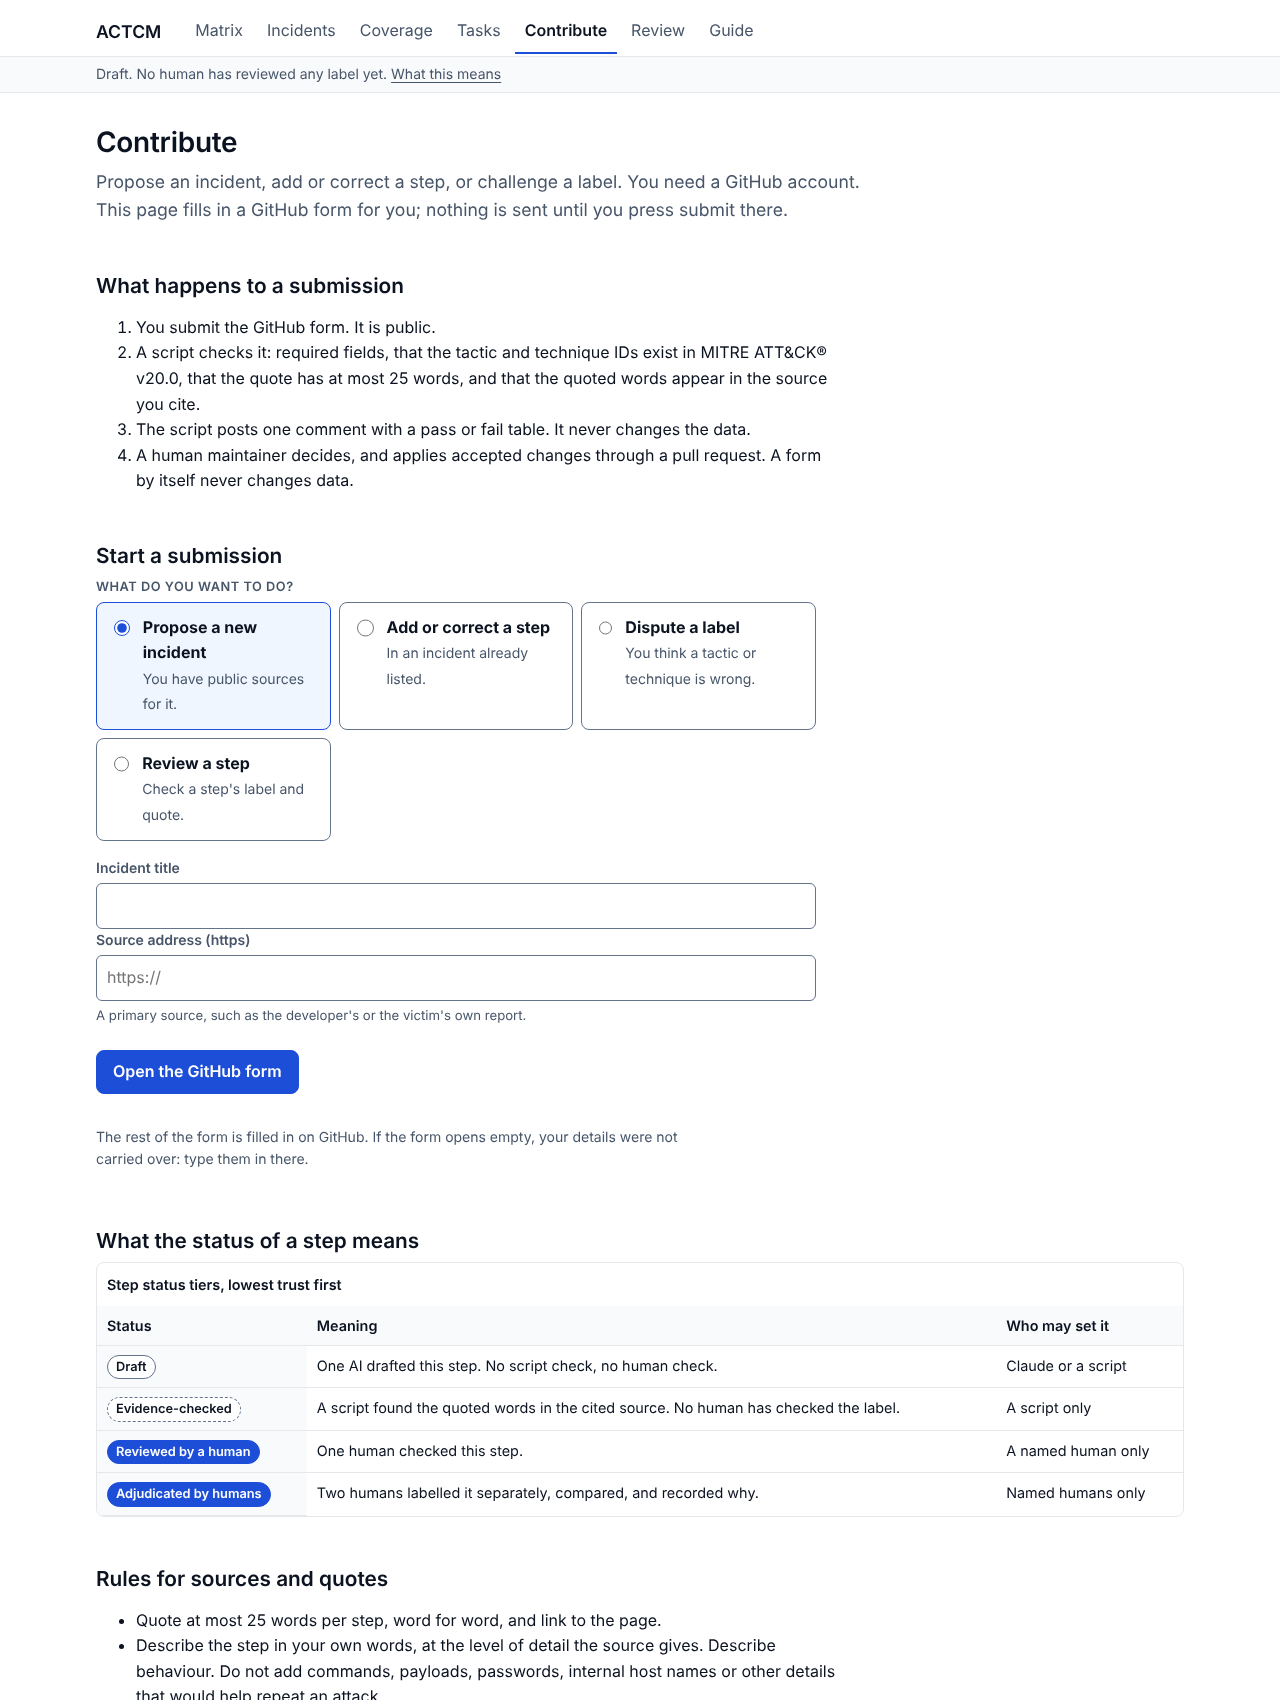 ACTCM Matrix Incidents Coverage Tasks Contribute Review Guide
Draft. No human has reviewed any label yet. What this means
Contribute
Propose an incident, add or correct a step, or challenge a label. You need a GitHub account.
This page fills in a GitHub form for you; nothing is sent until you press submit there.
What happens to a submission
1. You submit the GitHub form. It is public.
2. A script checks it: required fields, that the tactic and technique IDs exist in MITRE ATT&CK®
v20.0, that the quote has at most 25 words, and that the quoted words appear in the source
you cite.
3. The script posts one comment with a pass or fail table. It never changes the data.
4. A human maintainer decides, and applies accepted changes through a pull request. A form
by itself never changes data.
Start a submission
WHAT DO YOU WANT TO DO?
Propose a new
incident
You have public sources
for it.
Add or correct a step
In an incident already
listed.
Dispute a label
You think a tactic or
technique is wrong.
Review a step
Check a step's label and
quote.
Incident title
Source address (https)
https://
A primary source, such as the developer's or the victim's own report.
Open the GitHub form
The rest of the form is filled in on GitHub. If the form opens empty, your details were not
carried over: type them in there.
What the status of a step means
Step status tiers, lowest trust first
Status Meaning Who may set it
Draft One AI drafted this step. No script check, no human check. Claude or a script
Evidence-checked A script found the quoted words in the cited source. No human has checked the label. A script only
Reviewed by a human One human checked this step. A named human only
Adjudicated by humans Two humans labelled it separately, compared, and recorded why. Named humans only
Rules for sources and quotes
• Quote at most 25 words per step, word for word, and link to the page.
• Describe the step in your own words, at the level of detail the source gives. Describe
behaviour. Do not add commands, payloads, passwords, internal host names or other details
that would help repeat an attack.